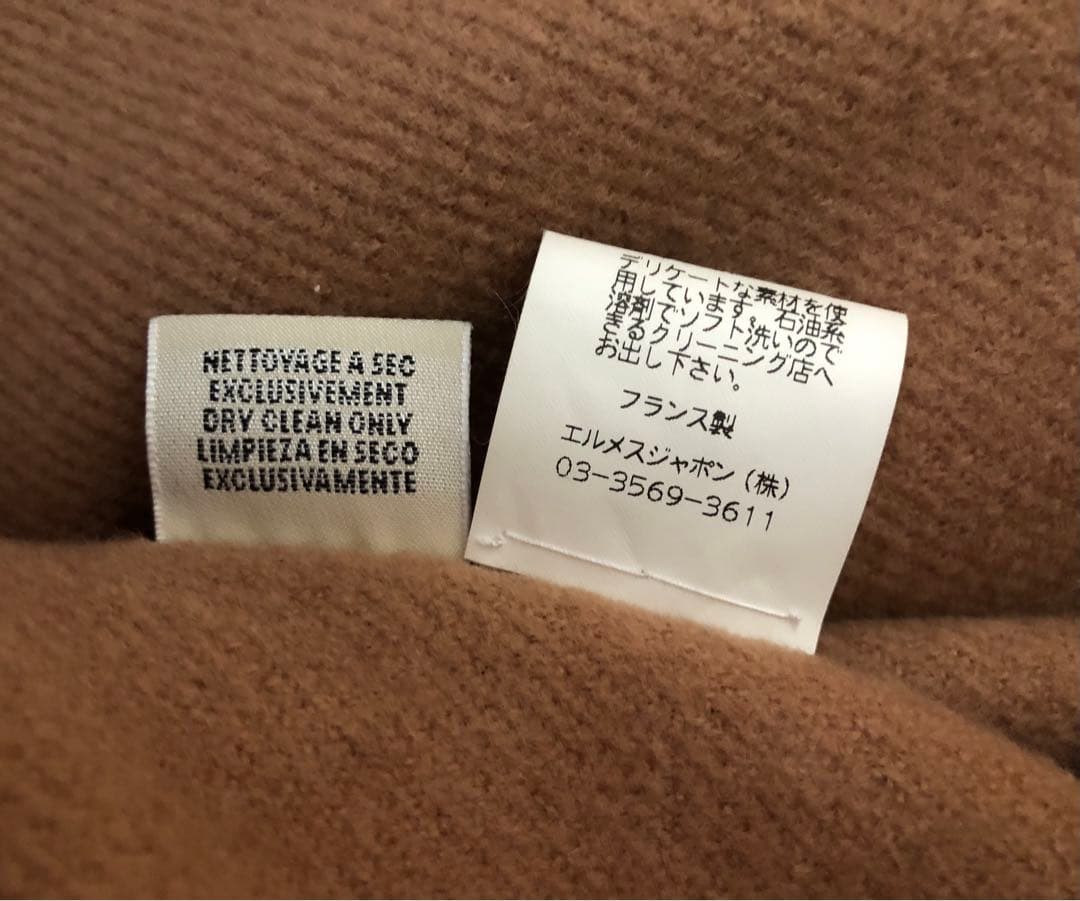 NETTOYAGE A SEC
EXCLUSIVEMENT
DRY CLEAN ONLY
LIMPIEZA EN SECO
EXCLUSIVAMENTE
デリケートな素材を使
用しています。石油系
溶剤でソフト洗いので
きるクリーニング店へ
お出し下さい。
フランス製
エルメスジャポン(株)
03-3569-3611